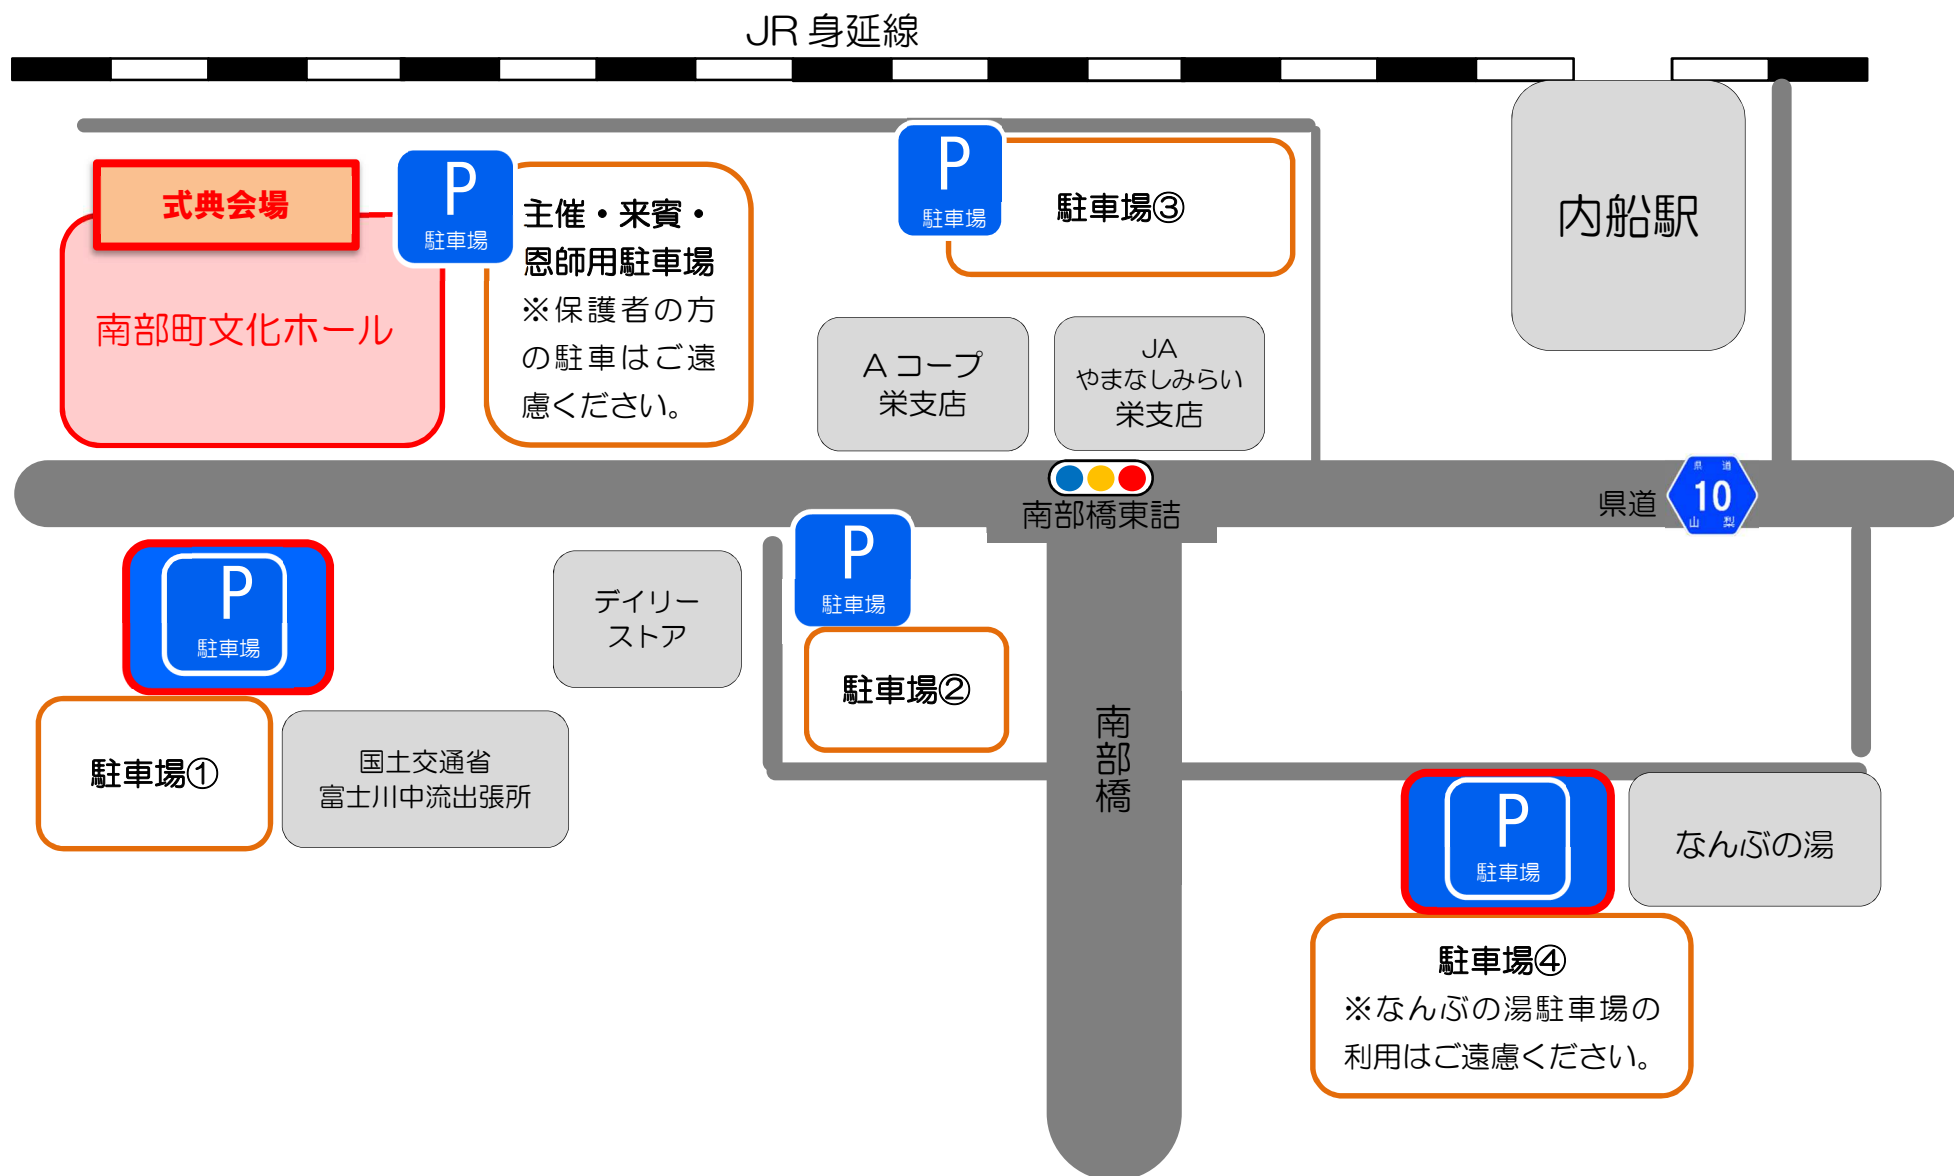 JR 身延線
式典会場
南部町文化ホール
P
駐車場
主催・来賓・
恩師用駐車場
※保護者の方
の駐車はご遠
慮ください。
P
駐車場
駐車場③
内船駅
A コープ
栄支店
JA
やまなしみらい
栄支店
南部橋東詰
県道
県 道
10
山 梨
P
駐車場
駐車場①
国土交通省
富士川中流出張所
デイリー
ストア
P
駐車場
駐車場②
南部橋
P
駐車場
なんぶの湯
駐車場④
※なんぶの湯駐車場の
利用はご遠慮ください。